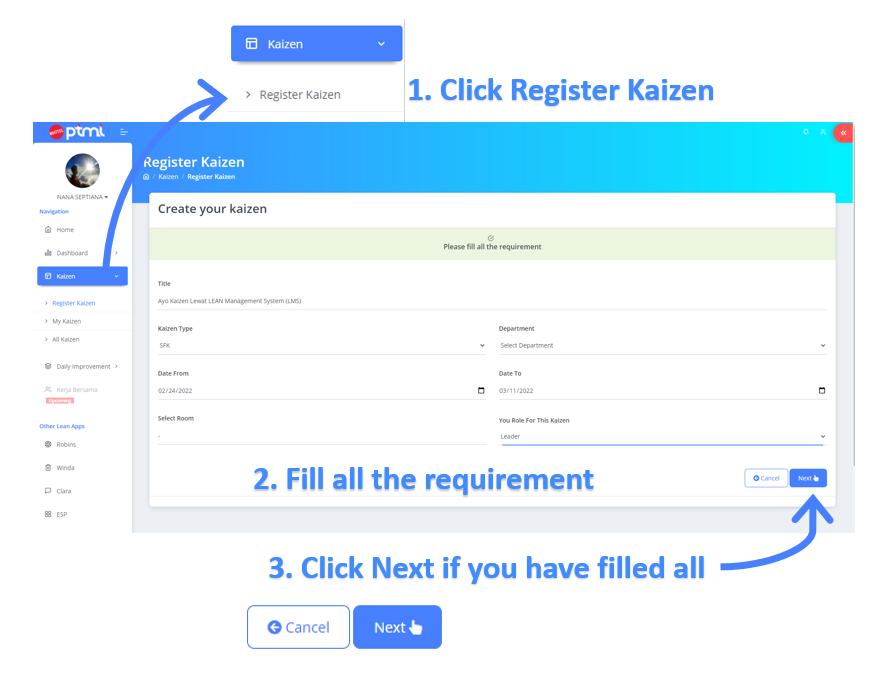 Kaizen
> Register Kaizen
1. Click Register Kaizen
ptmi
NANA SEPTIANA
Navigation
Home
Dashboard >
Kaizen
> Register Kaizen
> My Kaizen
> All Kaizen
Daily Improvement >
Kerja Bersama
Upcoming
Other Lean Apps
Robins
Winda
Clara
ESP
«
Register Kaizen
/ Kaizen / Register Kaizen
Create your kaizen
Please fill all the requirement
Title
Ayo Kaizen Lewat LEAN Management System (LMS)
Kaizen Type
SFK
Department
Select Department
Date From
02/24/2022
Date To
03/11/2022
Select Room
-
You Role For This Kaizen
Leader
2. Fill all the requirement
Cancel
Next
3. Click Next if you have filled all
Cancel
Next